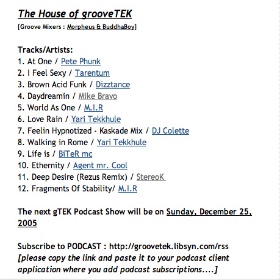 The House of grooveTEK
[Groove Mixers : Morpheus & BuddhaBoy]
Tracks/Artists:
1. At One / Pete Phunk
2. I Feel Sexy / Tarentum
3. Brown Acid Funk / Dizztance
4. Daydreamin / Mike Bravo
5. World As One / M.I.R
6. Love Rain / Yari Tekkhule
7. Feelin Hypnotized - Kaskade Mix / DJ Colette
8. Walking in Rome / Yari Tekkhule
9. Life is / BiTeR mc
10. Ethernity / Agent mr. Cool
11. Deep Desire (Rezus Remix) / StereoK
12. Fragments Of Stability/ M.I.R
The next gTEK Podcast Show will be on Sunday, December 25,
2005
Subscribe to PODCAST : http://groovetek.libsyn.com/rss
[please copy the link and paste it to your podcast client
application where you add podcast subscriptions....]